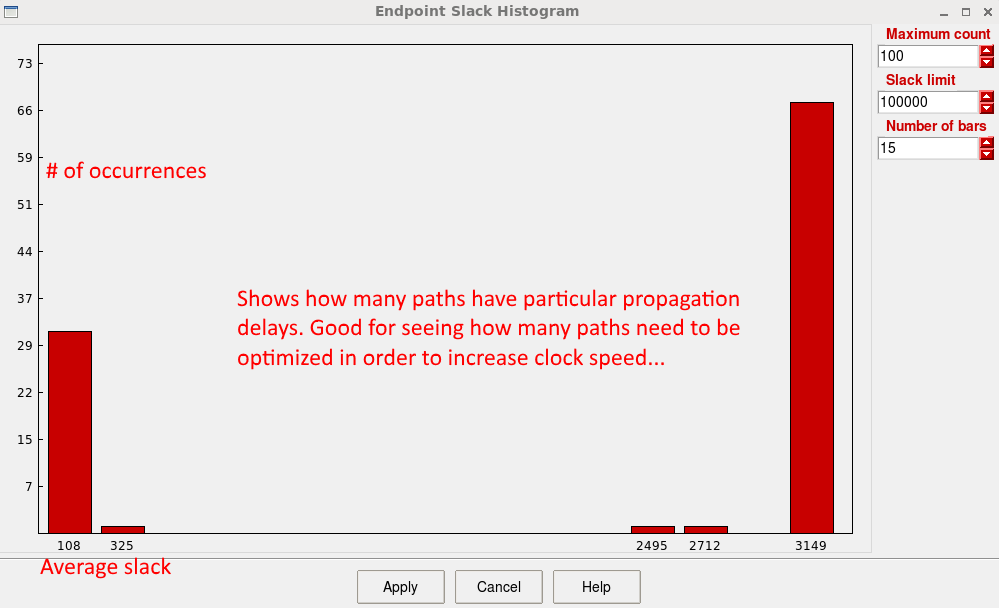 Endpoint Slack Histogram
Maximum count
100
Slack limit
100000
Number of bars
15
73
66
59
51
44
37
29
22
15
7
# of occurrences
Shows how many paths have particular propagation
delays. Good for seeing how many paths need to be
optimized in order to increase clock speed...
108 325 2495 2712 3149
Average slack
Apply Cancel Help